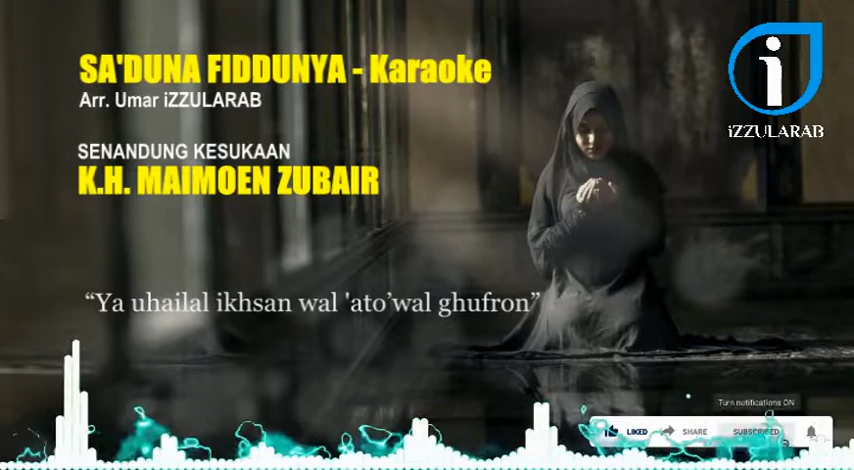 SA'DUNA FIDDUNYA - Karaoke
Arr. Umar iZZULARAB
SENANDUNG KESUKAAN
K.H. MAiMOEN ZUBAIR
iZZULARAB
“Ya uhailal ikhsan wal 'ato’wal ghufron”
Turn notifications ON
LIKED SHARE SUBSCRIBED